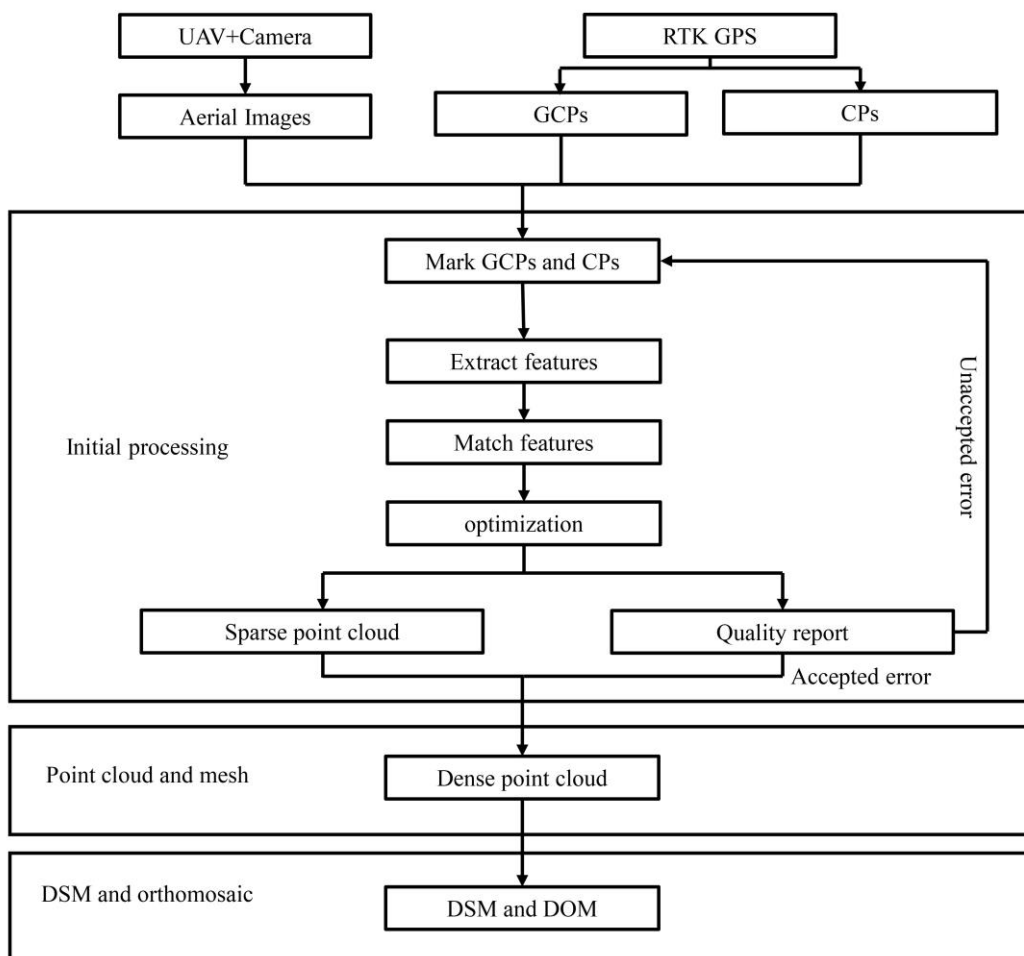 UAV+Camera
RTK GPS
Aerial Images
GCPs
CPs
Mark GCPs and CPs
Extract features
Match features
Initial processing
optimization
Unaccepted error
Sparse point cloud
Quality report
Accepted error
Point cloud and mesh
Dense point cloud
DSM and orthomosaic
DSM and DOM